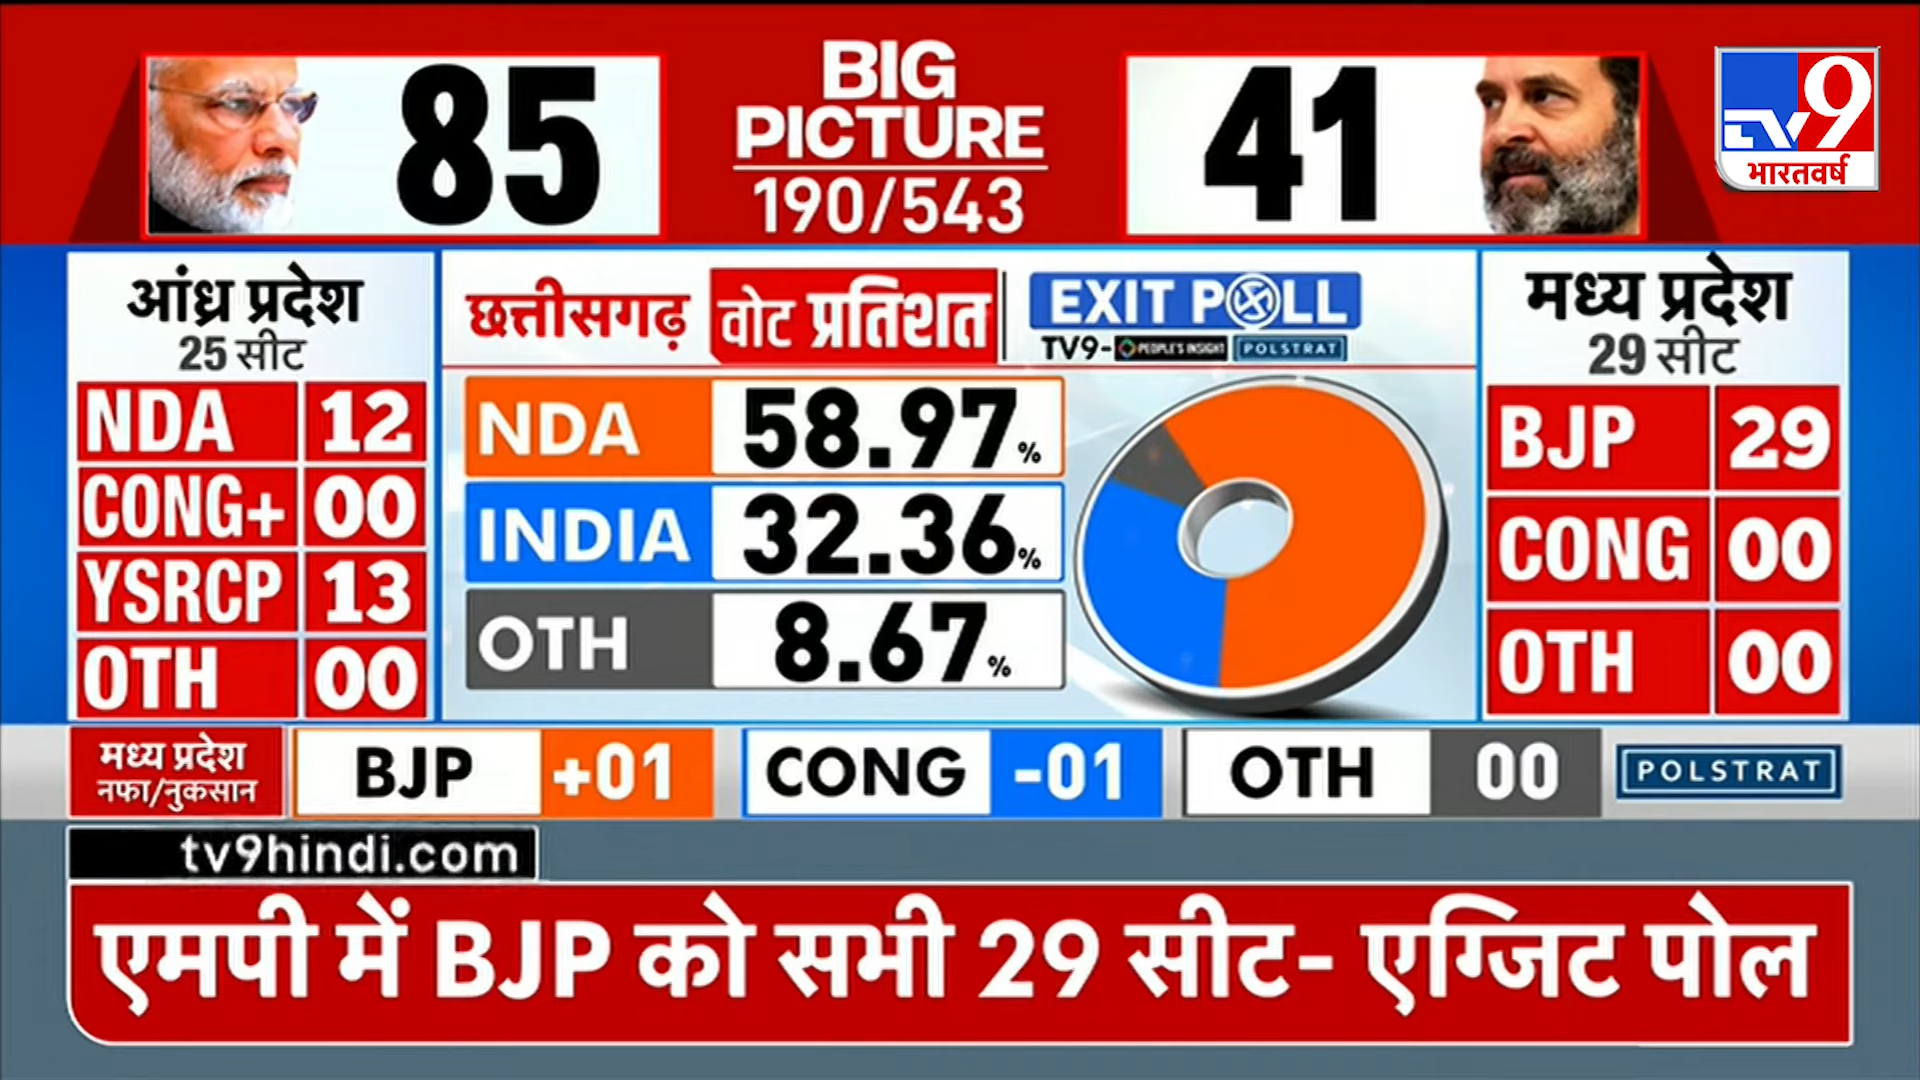 85
BIG
PICTURE
190/543
41
TV9
भारतवर्ष
आंध्र प्रदेश
25 सीट
NDA 12
CONG+ 00
YSRCP 13
OTH 00
छत्तीसगढ़ वोट प्रतिशत
EXIT POLL
TV9- PEOPLE'S INSIGHT POLSTRAT
NDA 58.97%
INDIA 32.36%
OTH 8.67%
मध्य प्रदेश
29 सीट
BJP 29
CONG 00
OTH 00
मध्य प्रदेश
नफा/नुकसान
BJP +01 CONG -01 OTH 00 POLSTRAT
tv9hindi.com
एमपी में BJP को सभी 29 सीट- एग्जिट पोल